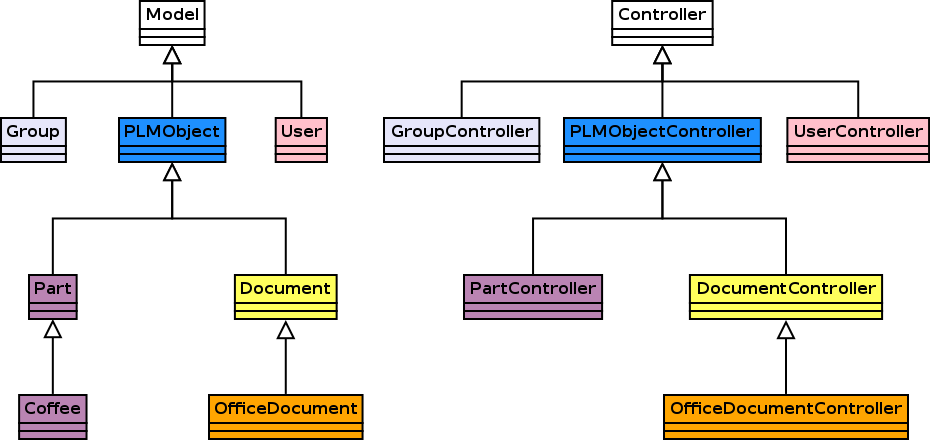 Model
Controller
Group
PLMObject
User
GroupController
PLMObjectController
UserController
Part
Document
PartController
DocumentController
Coffee
OfficeDocument
OfficeDocumentController